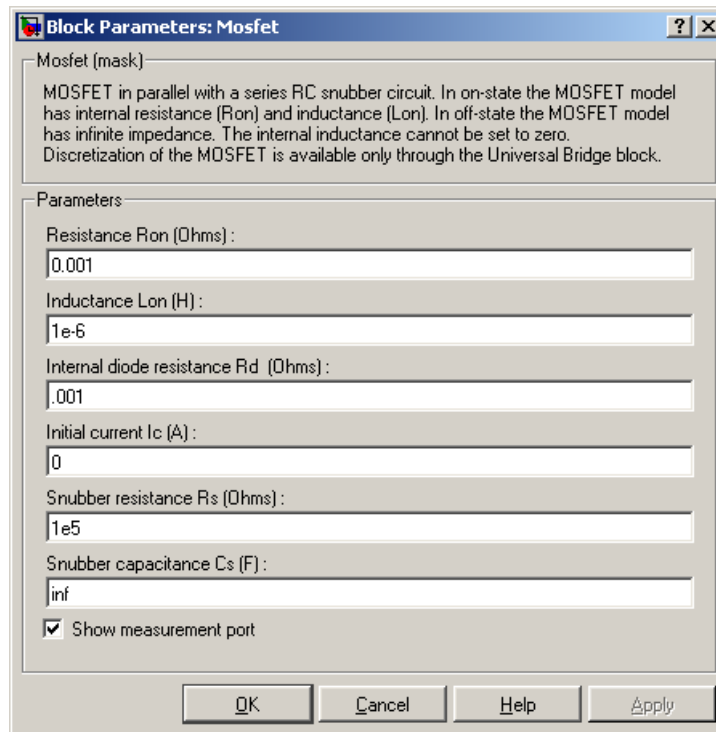 Block Parameters: Mosfet
Mosfet (mask)
MOSFET in parallel with a series RC snubber circuit. In on-state the MOSFET model
has internal resistance (Ron) and inductance (Lon). In off-state the MOSFET model
has infinite impedance. The internal inductance cannot be set to zero.
Discretization of the MOSFET is available only through the Universal Bridge block.
Parameters
Resistance Ron (Ohms) :
0.001
Inductance Lon (H) :
1e-6
Internal diode resistance Rd  (Ohms) :
.001
Initial current Ic (A) :
0
Snubber resistance Rs (Ohms) :
1e5
Snubber capacitance Cs (F) :
inf
Show measurement port
OK Cancel Help Apply